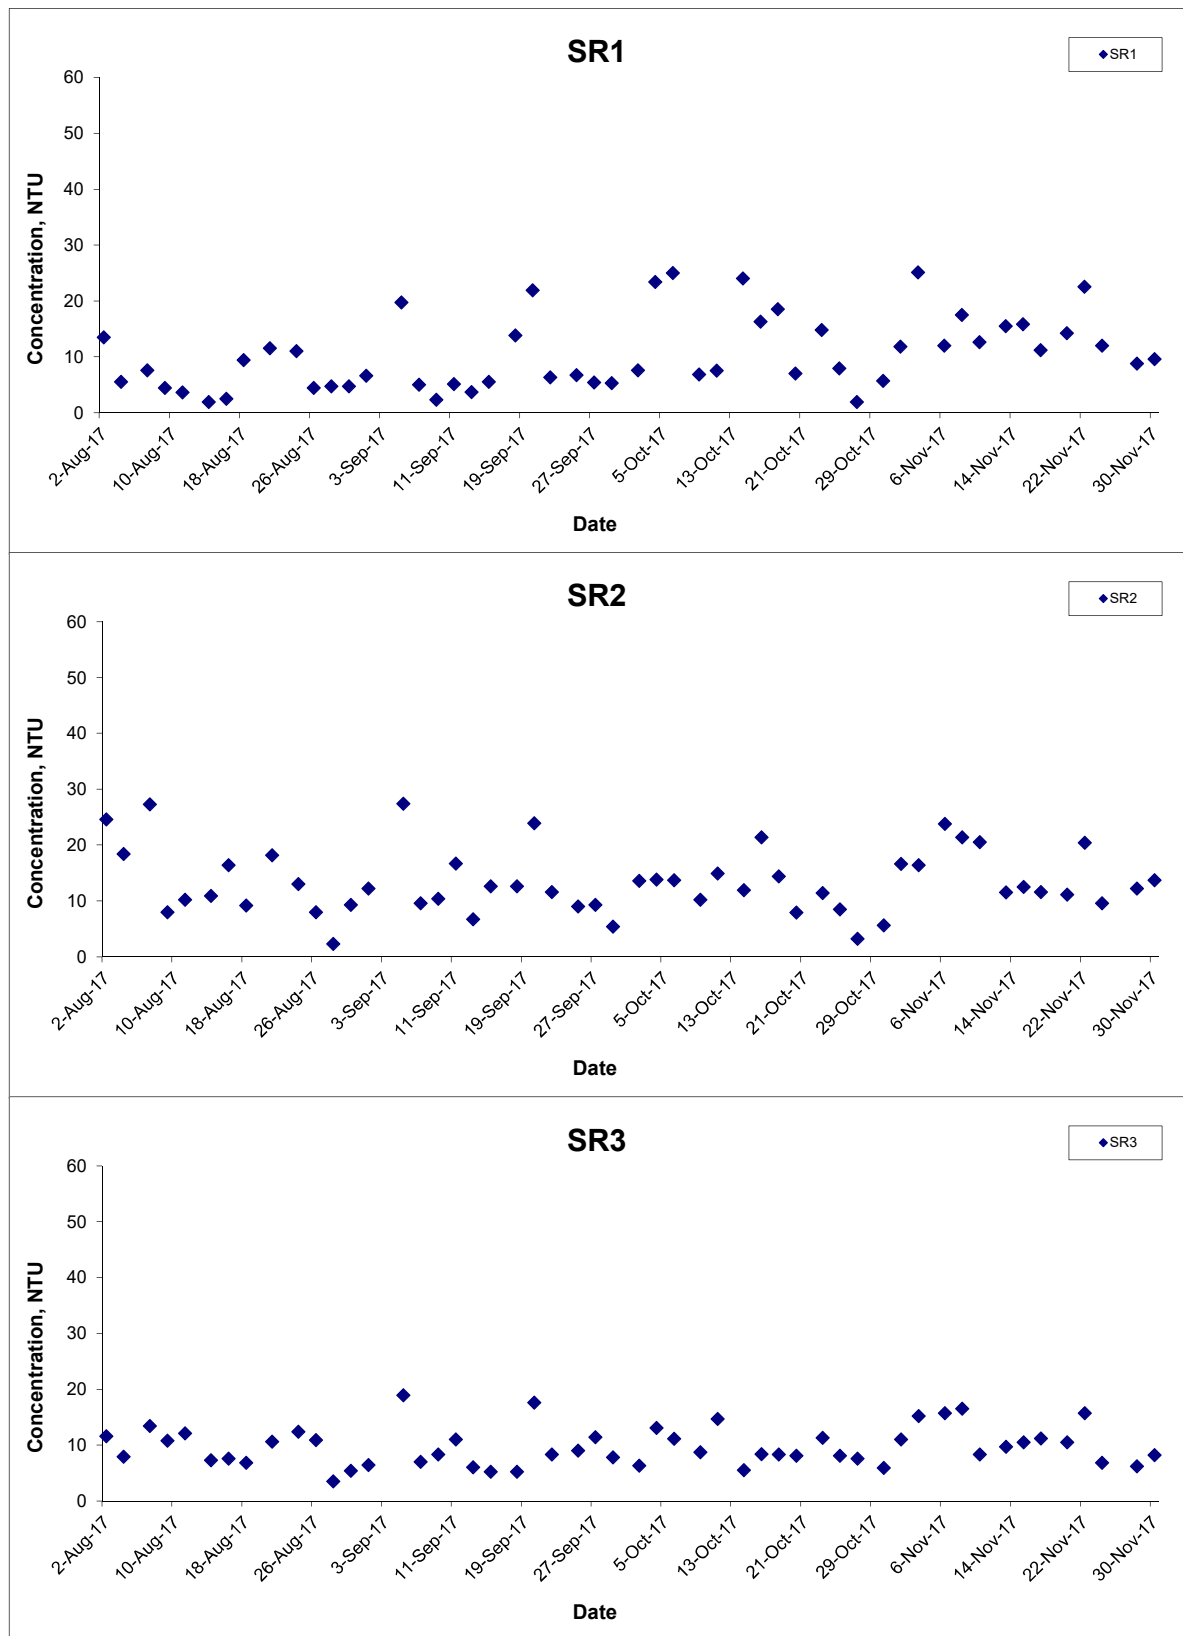 SR1
SR1
60
50
40
30
20
10
0
Concentration, NTU
2-Aug-17
10-Aug-17
18-Aug-17
26-Aug-17
3-Sep-17
11-Sep-17
19-Sep-17
27-Sep-17
5-Oct-17
13-Oct-17
21-Oct-17
29-Oct-17
6-Nov-17
14-Nov-17
22-Nov-17
30-Nov-17
Date
SR2
SR2
60
50
40
30
20
10
0
Concentration, NTU
2-Aug-17
10-Aug-17
18-Aug-17
26-Aug-17
3-Sep-17
11-Sep-17
19-Sep-17
27-Sep-17
5-Oct-17
13-Oct-17
21-Oct-17
29-Oct-17
6-Nov-17
14-Nov-17
22-Nov-17
30-Nov-17
Date
SR3
SR3
60
50
40
30
20
10
0
Concentration, NTU
2-Aug-17
10-Aug-17
18-Aug-17
26-Aug-17
3-Sep-17
11-Sep-17
19-Sep-17
27-Sep-17
5-Oct-17
13-Oct-17
21-Oct-17
29-Oct-17
6-Nov-17
14-Nov-17
22-Nov-17
30-Nov-17
Date